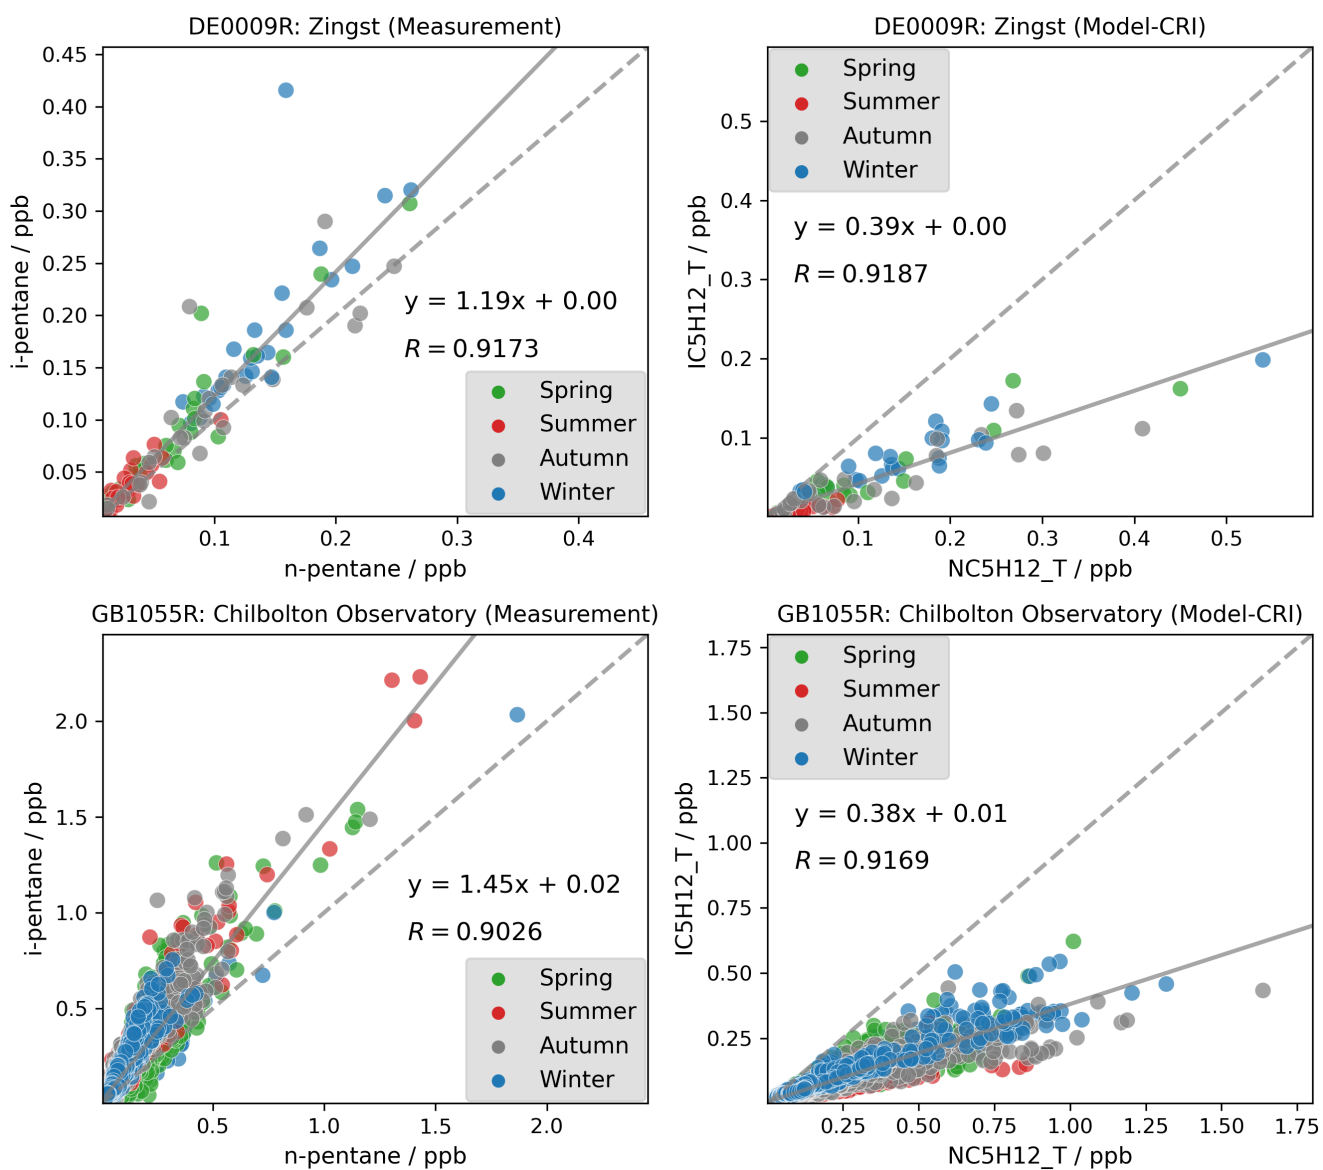 DE0009R: Zingst (Measurement)
0.45
0.40
0.35
0.30
0.25
0.20
0.15
0.10
0.05
i-pentane / ppb
y = 1.19x + 0.00
R = 0.9173
Spring
Summer
Autumn
Winter
0.1
0.2
0.3
0.4
n-pentane / ppb
DE0009R: Zingst (Model-CRI)
Spring
Summer
Autumn
Winter
0.5
0.4
0.3
0.2
0.1
IC5H12_T / ppb
y = 0.39x + 0.00
R = 0.9187
0.1
0.2
0.3
0.4
0.5
NC5H12_T / ppb
GB1055R: Chilbolton Observatory (Measurement)
2.0
1.5
1.0
0.5
i-pentane / ppb
y = 1.45x + 0.02
R = 0.9026
Spring
Summer
Autumn
Winter
0.5
1.0
1.5
2.0
n-pentane / ppb
GB1055R: Chilbolton Observatory (Model-CRI)
Spring
Summer
Autumn
Winter
1.75
1.50
1.25
1.00
0.75
0.50
0.25
IC5H12_T / ppb
y = 0.38x + 0.01
R = 0.9169
0.25
0.50
0.75
1.00
1.25
1.50
1.75
NC5H12_T / ppb